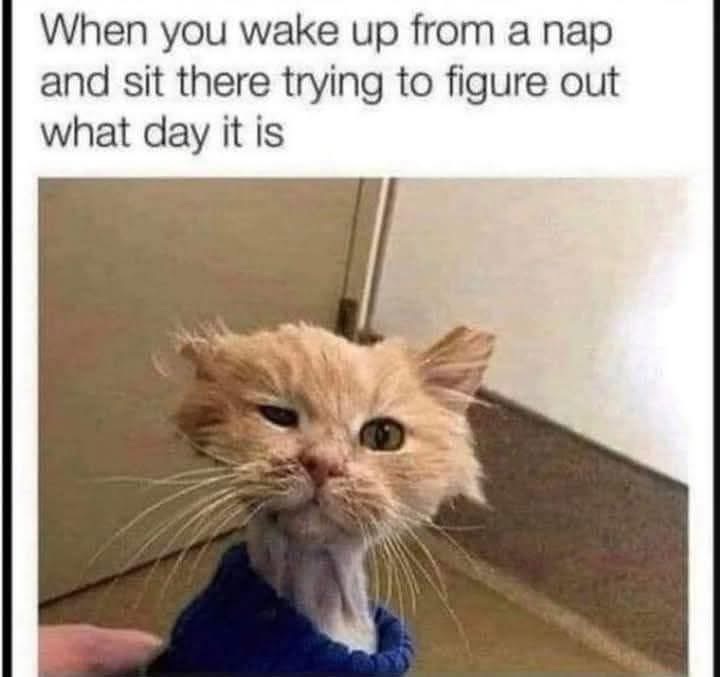 When you wake up from a nap
and sit there trying to figure out
what day it is